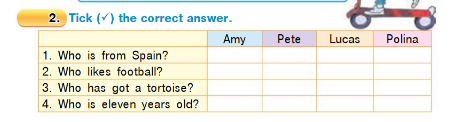 2. Tick (✓) the correct answer.
Amy Pete Lucas Polina
1. Who is from Spain?
2. Who likes football?
3. Who has got a tortoise?
4. Who is eleven years old?